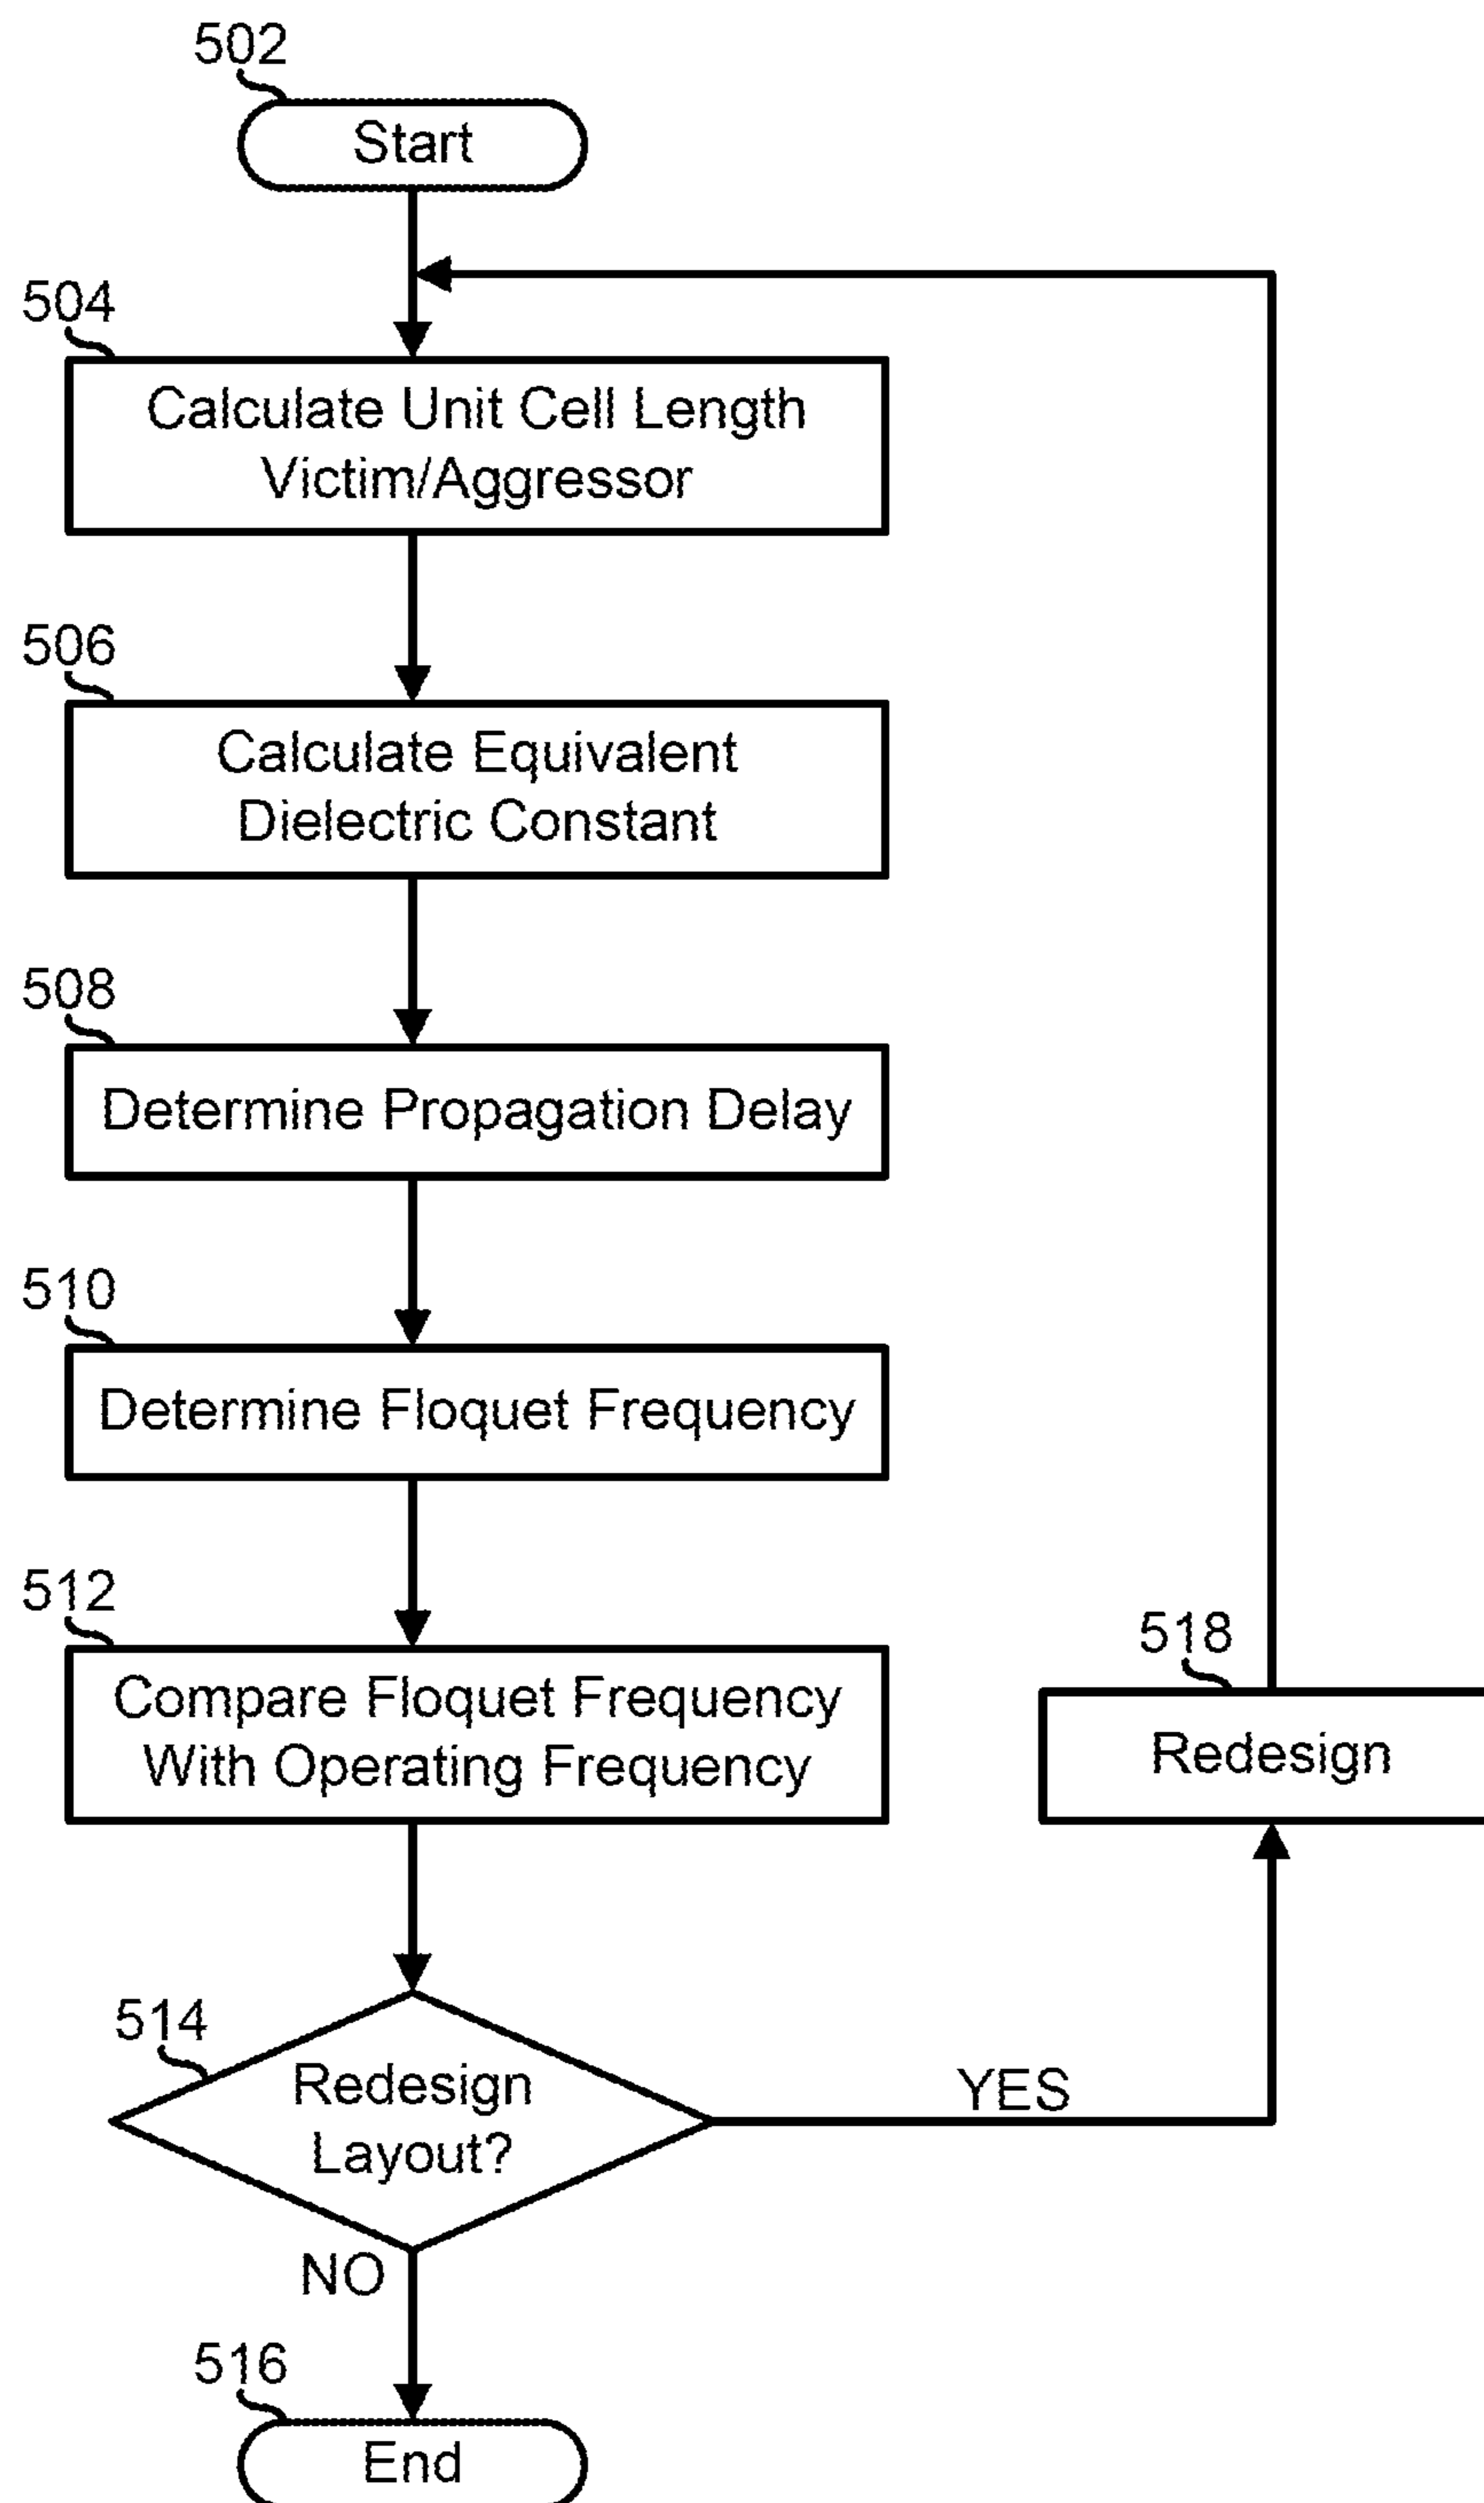 502
Start
504
Calculate Unit Cell Length
Victim/Aggressor
506
Calculate Equivalent
Dielectric Constant
508
Determine Propagation Delay
510
Determine Floquet Frequency
512
Compare Floquet Frequency
With Operating Frequency
518
Redesign
514
Redesign
Layout?
YES
NO
516
End